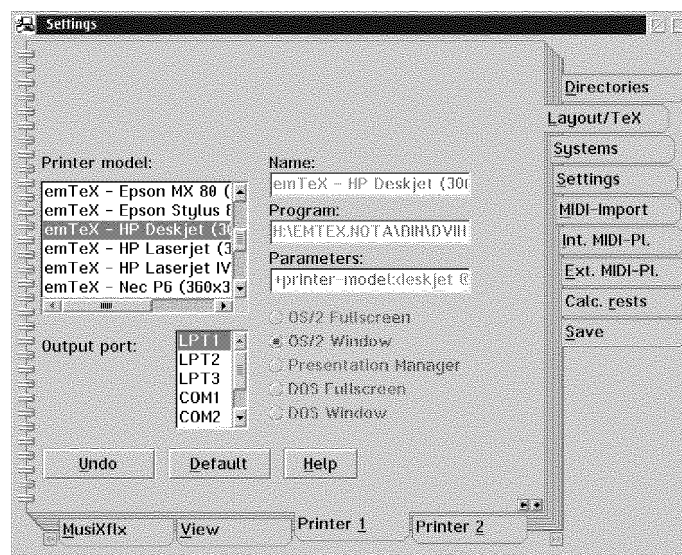 Settings
Directories
Layout/TeX
Systems
Settings
MIDI-Import
Int. MIDI-Pl.
Ext. MIDI-Pl.
Calc. rests
Save
Printer model:
emTeX - Epson MX 80 (
emTeX - Epson Stylus
emTeX - HP Deskjet (30
emTeX - HP Laserjet (3
emTeX - HP Laserjet IV
emTeX - Nec P6 (360x3
Name:
emTeX - HP Deskjet (30
Program:
H:\EMTEX.NOTA\BIN\DVIH
Parameters:
+printer-model:deskjet @
OS/2 Fullscreen
OS/2 Window
Presentation Manager
DOS Fullscreen
DOS Window
Output port:
LPT1
LPT2
LPT3
COM1
COM2
Undo
Default
Help
MusiXflx
View
Printer 1
Printer 2